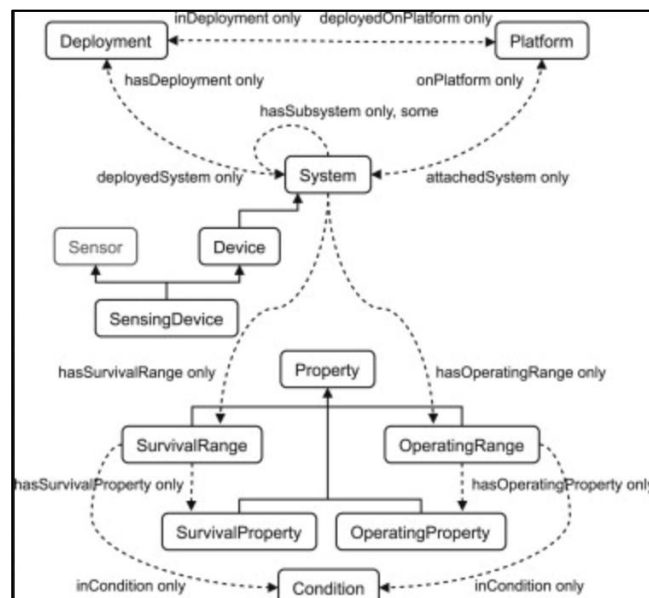 inDeployment only
deployedOnPlatform only
Deployment
Platform
hasDeployment only
onPlatform only
hasSubsystem only, some
System
deployedSystem only
attachedSystem only
Sensor
Device
SensingDevice
hasSurvivalRange only
Property
hasOperatingRange only
SurvivalRange
OperatingRange
hasSurvivalProperty only
hasOperatingProperty only
SurvivalProperty
OperatingProperty
inCondition only
Condition
inCondition only